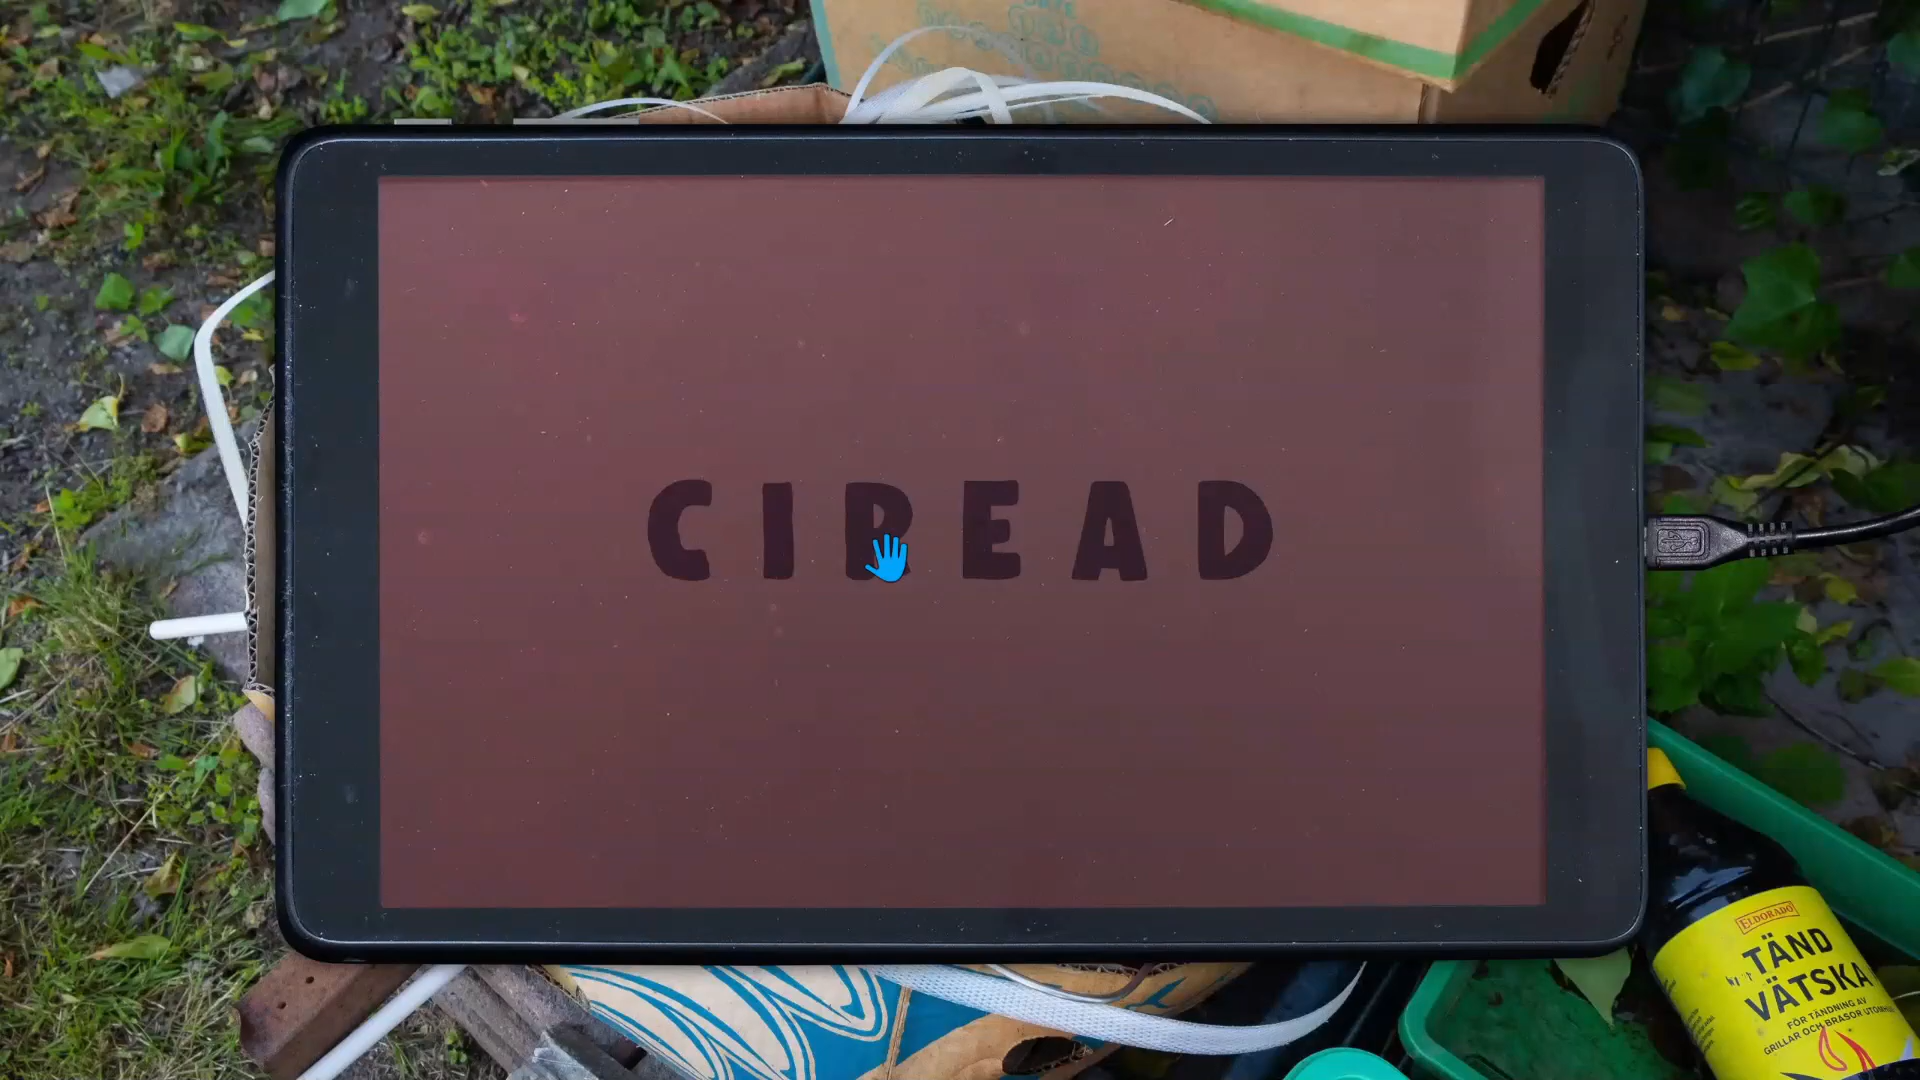 CIREAD
ELDORADO
TÄND
VÄTSKA
FÖR TÄNDNING AV
GRILLAR OCH BRASOR UTOMHUS